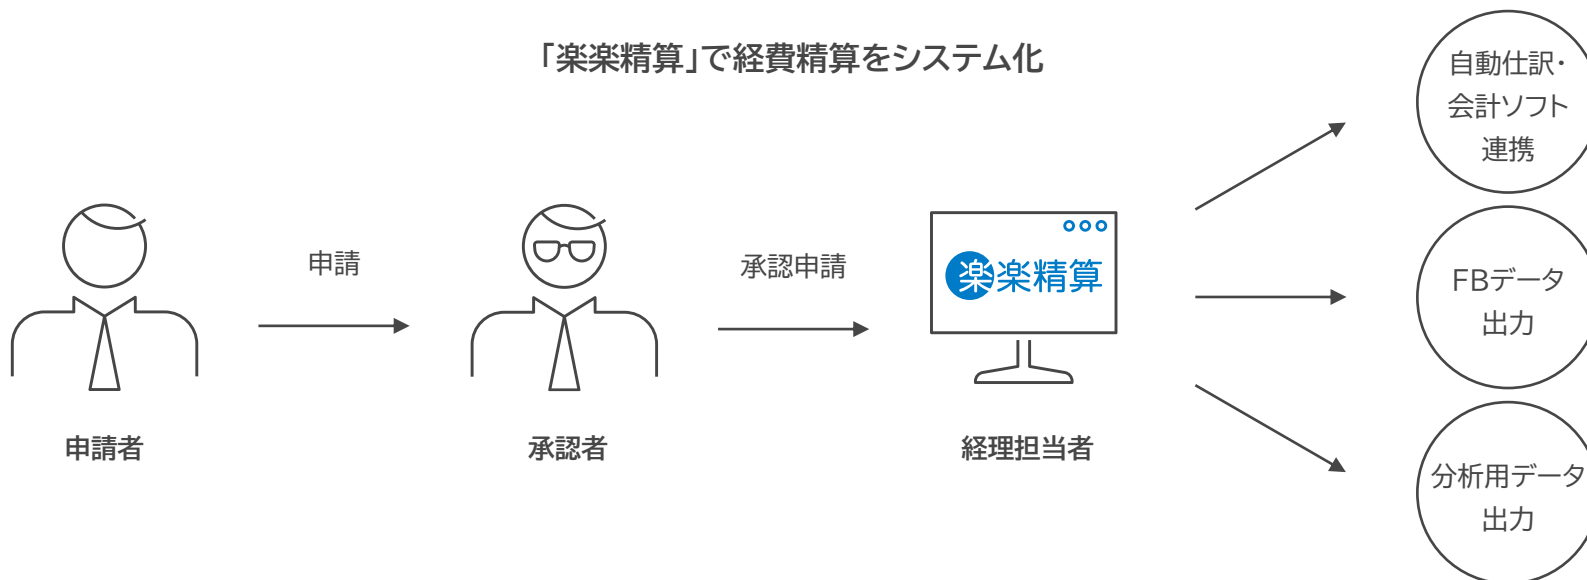 「楽楽精算」で経費精算をシステム化
申請
承認申請
楽楽精算
申請者
承認者
経理担当者
自動仕訳・
会計ソフト
連携
FBデータ
出力
分析用データ
出力